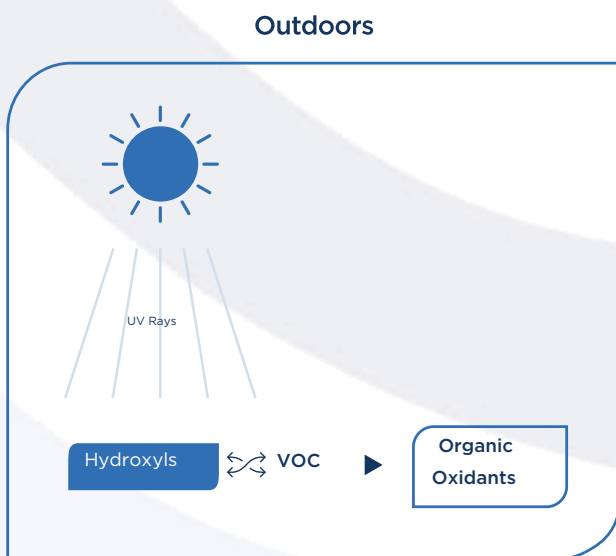 Outdoors
UV Rays
Hydroxyls VOC
Organic
Oxidants